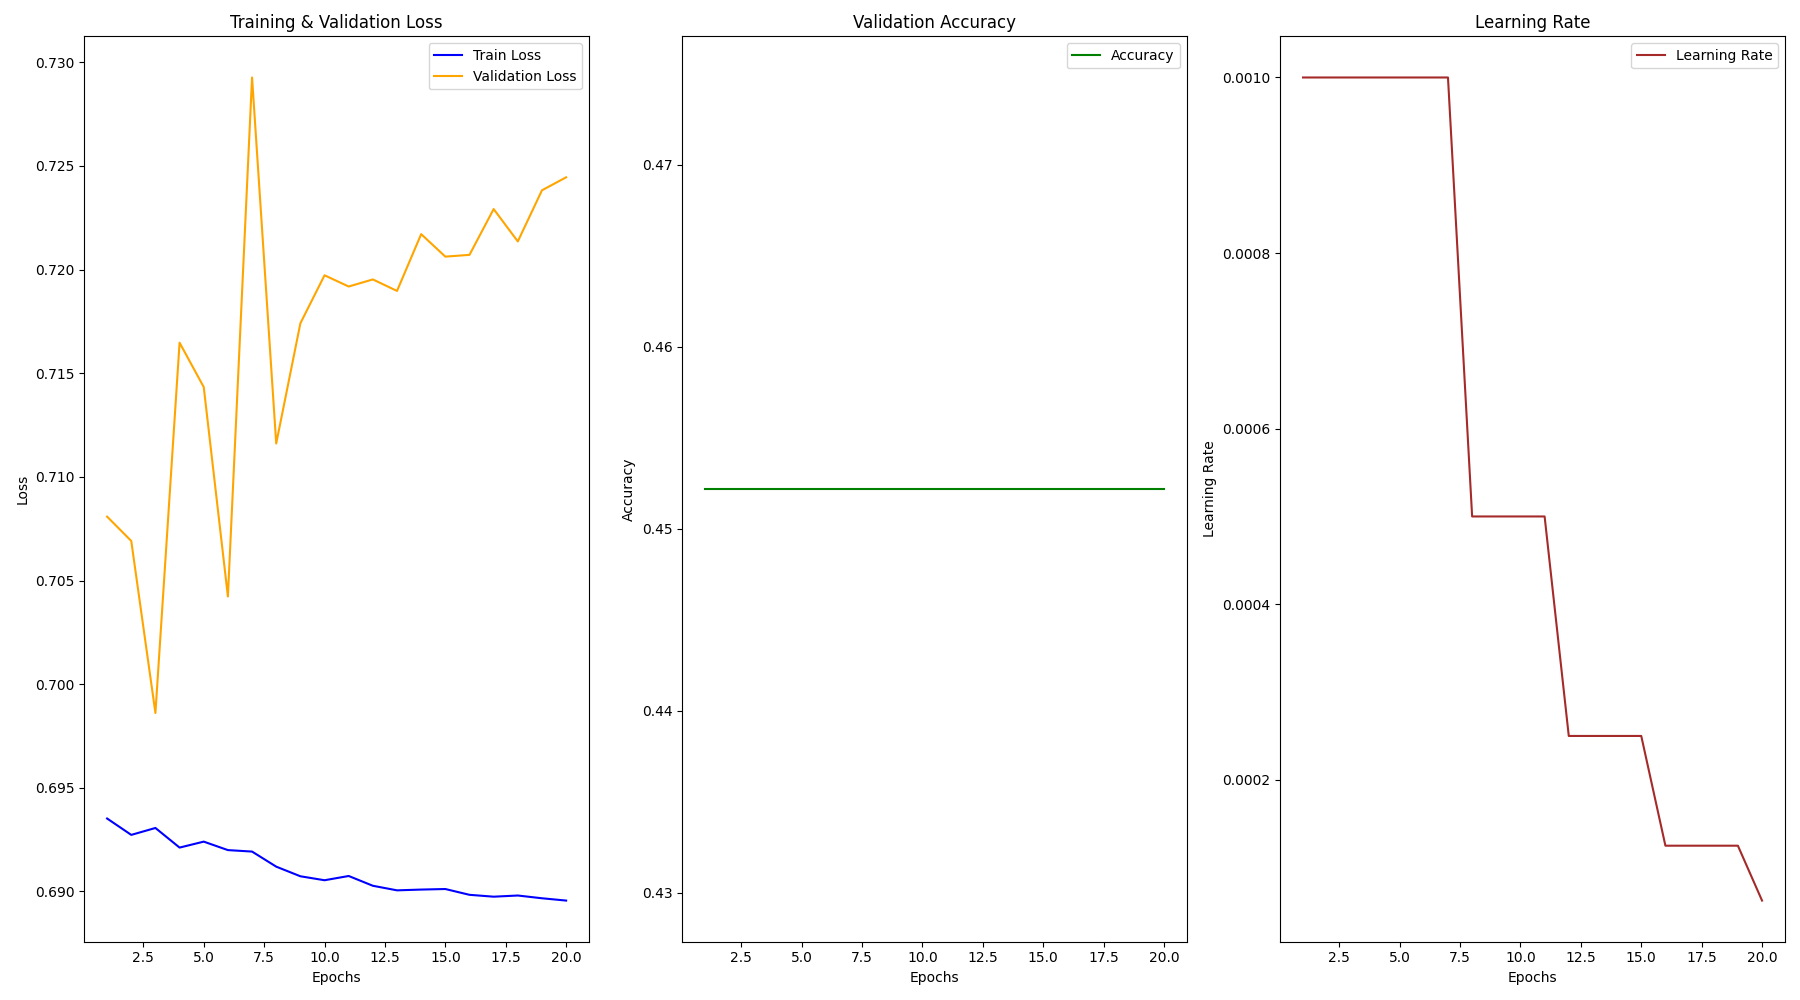 Training & Validation Loss
Train Loss
Validation Loss
0.730
0.725
0.720
0.715
0.710
0.705
0.700
0.695
0.690
Loss
2.5 5.0 7.5 10.0 12.5 15.0 17.5 20.0
Epochs
Validation Accuracy
Accuracy
0.47
0.46
0.45
0.44
0.43
Accuracy
2.5 5.0 7.5 10.0 12.5 15.0 17.5 20.0
Epochs
Learning Rate
Learning Rate
0.0010
0.0008
0.0006
0.0004
0.0002
Learning Rate
2.5 5.0 7.5 10.0 12.5 15.0 17.5 20.0
Epochs